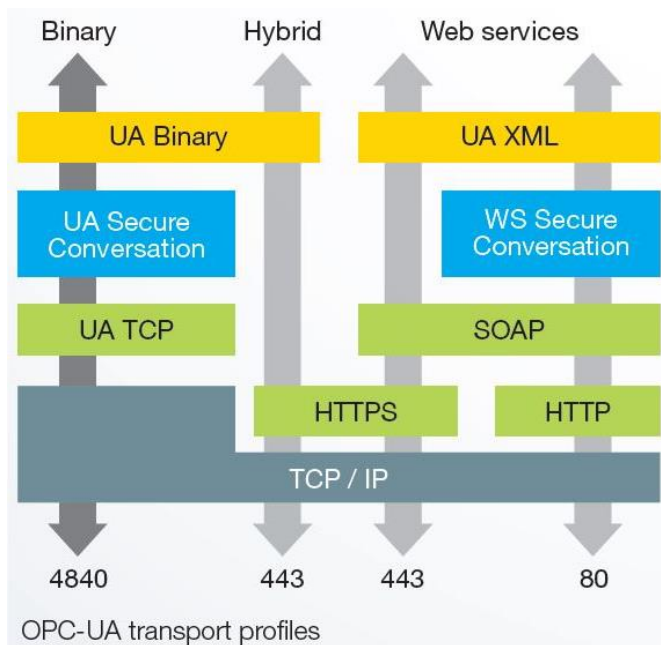 Binary Hybrid Web services
UA Binary UA XML
UA Secure
Conversation
WS Secure
Conversation
UA TCP SOAP
HTTPS HTTP
TCP / IP
4840 443 443 80
OPC-UA transport profiles